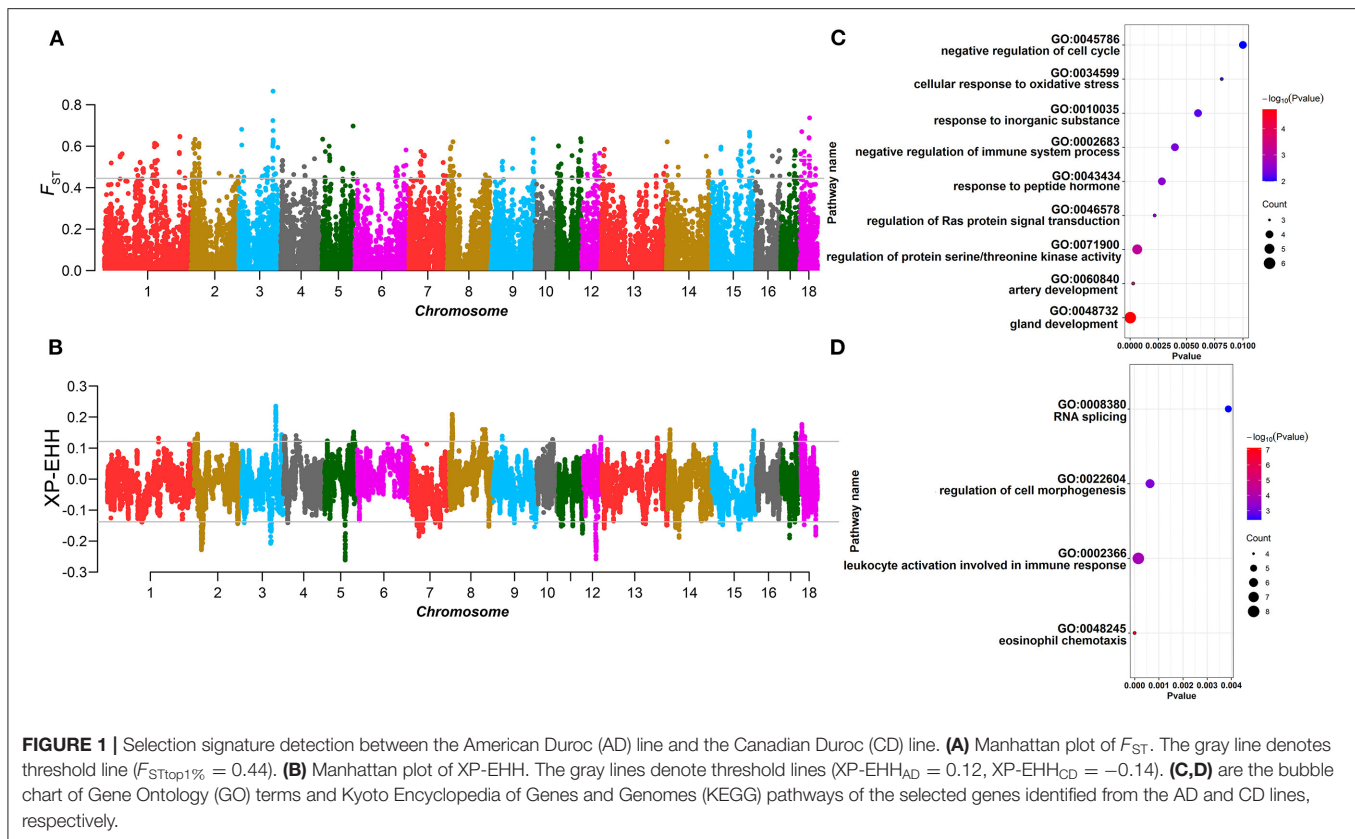 A
0.8
0.6
0.4
0.2
0.0
FST
1 2 3 4 5 6 7 8 9 10 11 12 13 14 15 16 17 18
Chromosome
B
0.3
0.2
0.1
0.0
-0.1
-0.2
-0.3
XP-EHH
1 2 3 4 5 6 7 8 9 10 12 13 14 15 16 18
Chromosome
C
GO:0045786
negative regulation of cell cycle
GO:0034599
cellular response to oxidative stress
GO:0010035
response to inorganic substance
GO:0002683
negative regulation of immune system process
GO:0043434
response to peptide hormone
GO:0046578
regulation of Ras protein signal transduction
GO:0071900
regulation of protein serine/threonine kinase activity
GO:0060840
artery development
GO:0048732
gland development
Pathway name
0.0000 0.0025 0.0050 0.0075 0.0100
Pvalue
−log10(Pvalue)
4
3
2
Count
3
4
5
6
D
GO:0008380
RNA splicing
GO:0022604
regulation of cell morphogenesis
GO:0002366
leukocyte activation involved in immune response
GO:0048245
eosinophil chemotaxis
Pathway name
0.000 0.001 0.002 0.003 0.004
Pvalue
−log10(Pvalue)
7
6
5
4
3
Count
4
5
6
7
8
FIGURE 1 | Selection signature detection between the American Duroc (AD) line and the Canadian Duroc (CD) line. (A) Manhattan plot of FST. The gray line denotes
threshold line (FSTtop1% = 0.44). (B) Manhattan plot of XP-EHH. The gray lines denote threshold lines (XP-EHHAD = 0.12, XP-EHHCD = −0.14). (C,D) are the bubble
chart of Gene Ontology (GO) terms and Kyoto Encyclopedia of Genes and Genomes (KEGG) pathways of the selected genes identified from the AD and CD lines,
respectively.